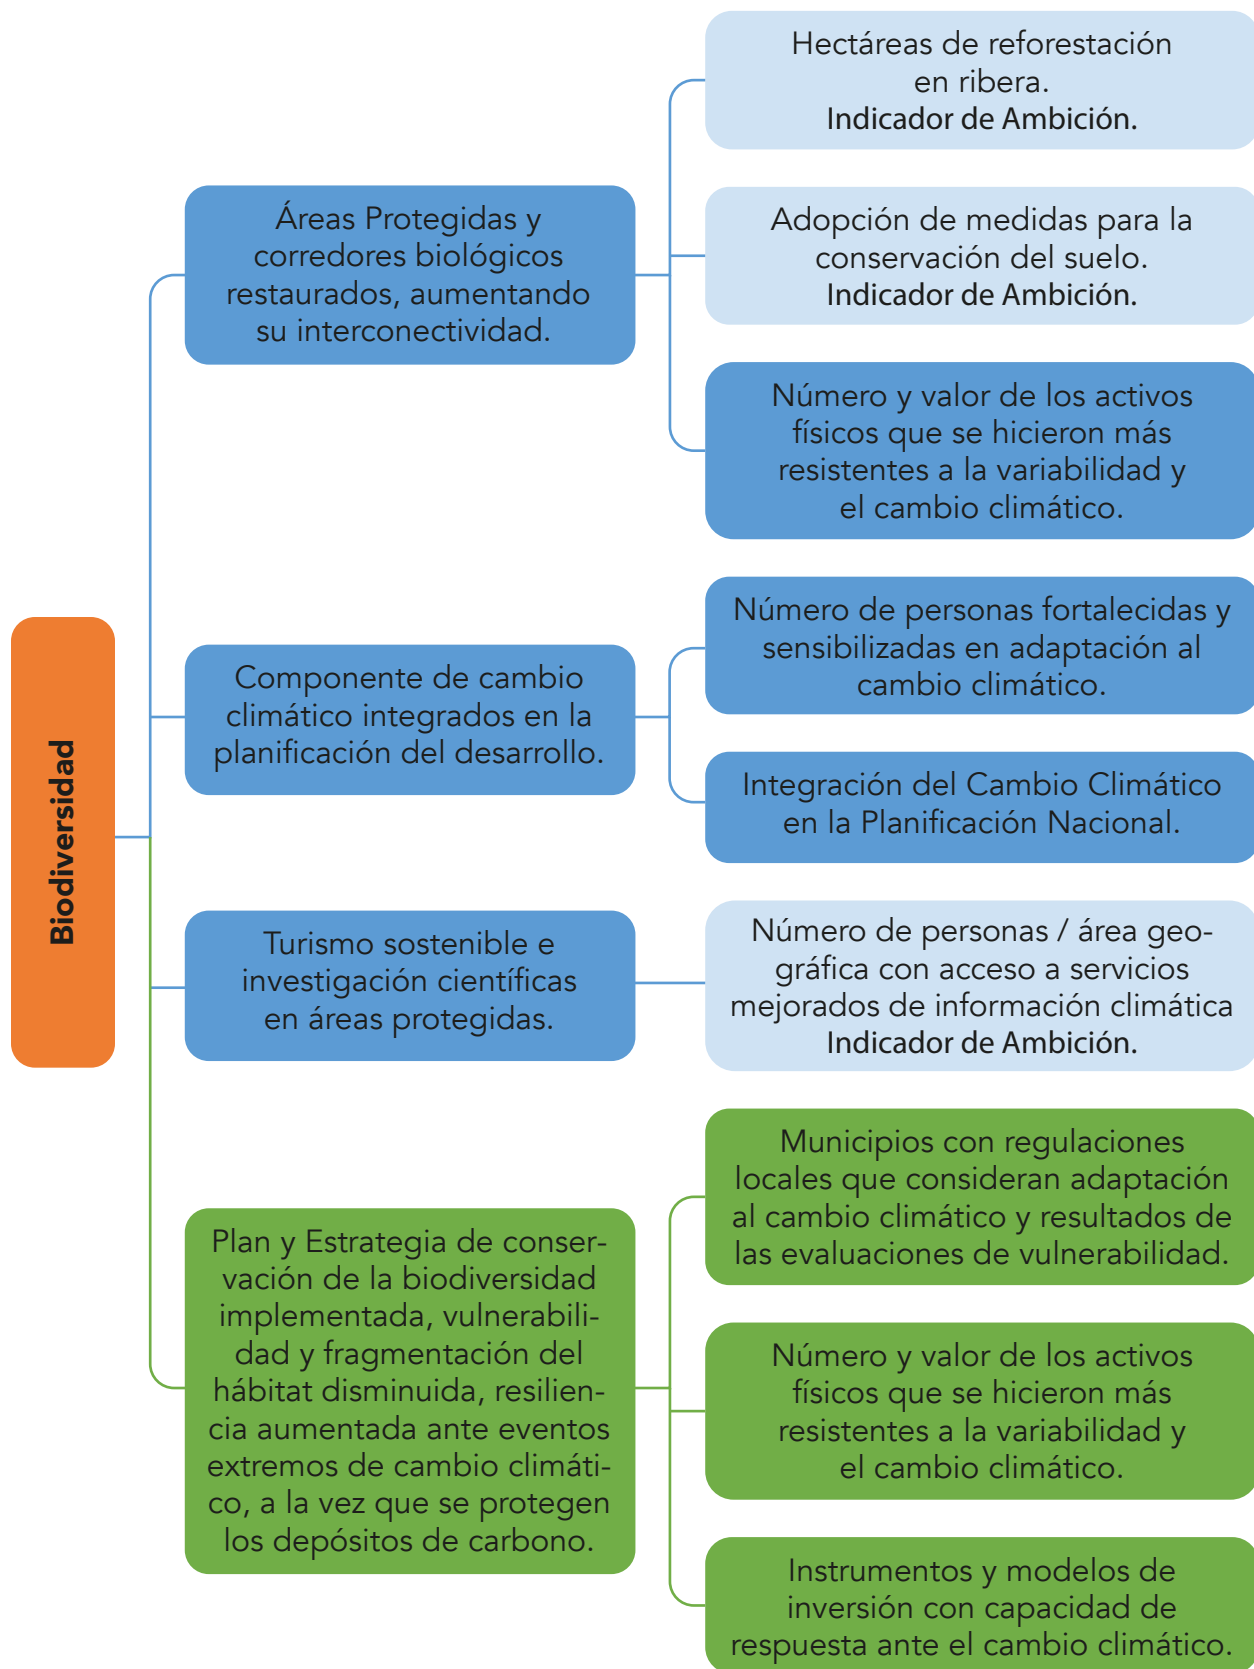 Biodiversidad
Áreas Protegidas y
corredores biológicos
restaurados, aumentando
su interconectividad.
Hectáreas de reforestación
en ribera.
Indicador de Ambición.
Adopción de medidas para la
conservación del suelo.
Indicador de Ambición.
Número y valor de los activos
físicos que se hicieron más
resistentes a la variabilidad y
el cambio climático.
Componente de cambio
climático integrados en la
planificación del desarrollo.
Número de personas fortalecidas y
sensibilizadas en adaptación al
cambio climático.
Integración del Cambio Climático
en la Planificación Nacional.
Turismo sostenible e
investigación científicas
en áreas protegidas.
Número de personas / área geo-
gráfica con acceso a servicios
mejorados de información climática
Indicador de Ambición.
Plan y Estrategia de conser-
vación de la biodiversidad
implementada, vulnerabili-
dad y fragmentación del
hábitat disminuida, resilien-
cia aumentada ante eventos
extremos de cambio climáti-
co, a la vez que se protegen
los depósitos de carbono.
Municipios con regulaciones
locales que consideran adaptación
al cambio climático y resultados de
las evaluaciones de vulnerabilidad.
Número y valor de los activos
físicos que se hicieron más
resistentes a la variabilidad y
el cambio climático.
Instrumentos y modelos de
inversión con capacidad de
respuesta ante el cambio climático.